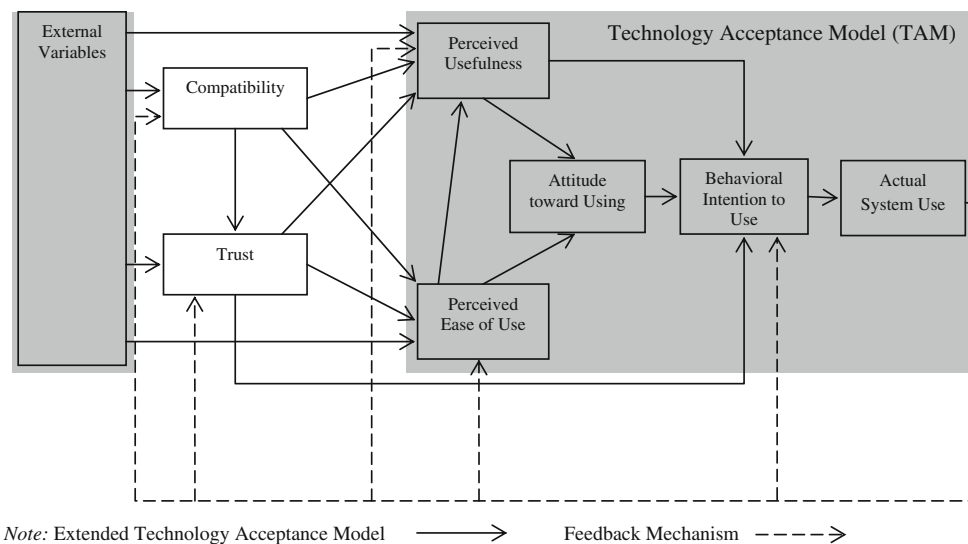 External
Variables
Technology Acceptance Model (TAM)
Perceived
Usefulness
Compatibility
Attitude
toward Using
Behavioral
Intention to
Use
Actual
System Use
Trust
Perceived
Ease of Use
Note: Extended Technology Acceptance Model
Feedback Mechanism